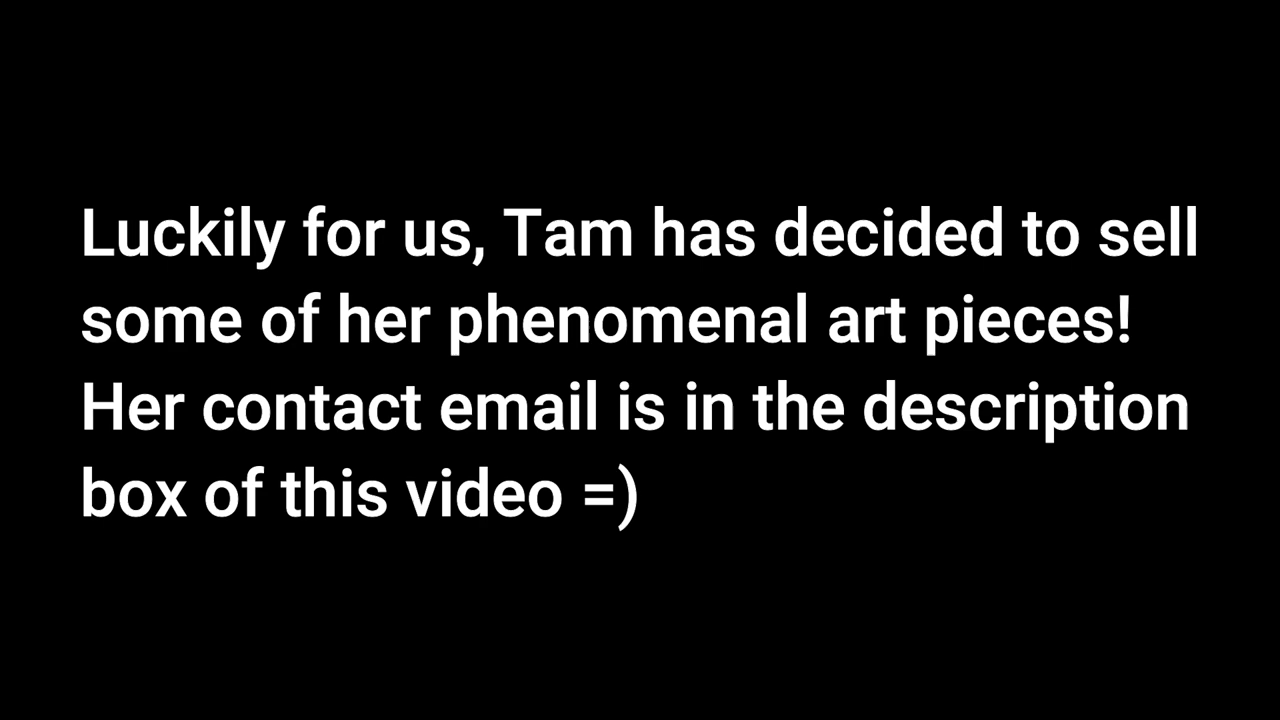 Luckily for us, Tam has decided to sell
some of her phenomenal art pieces!
Her contact email is in the description
box of this video =)